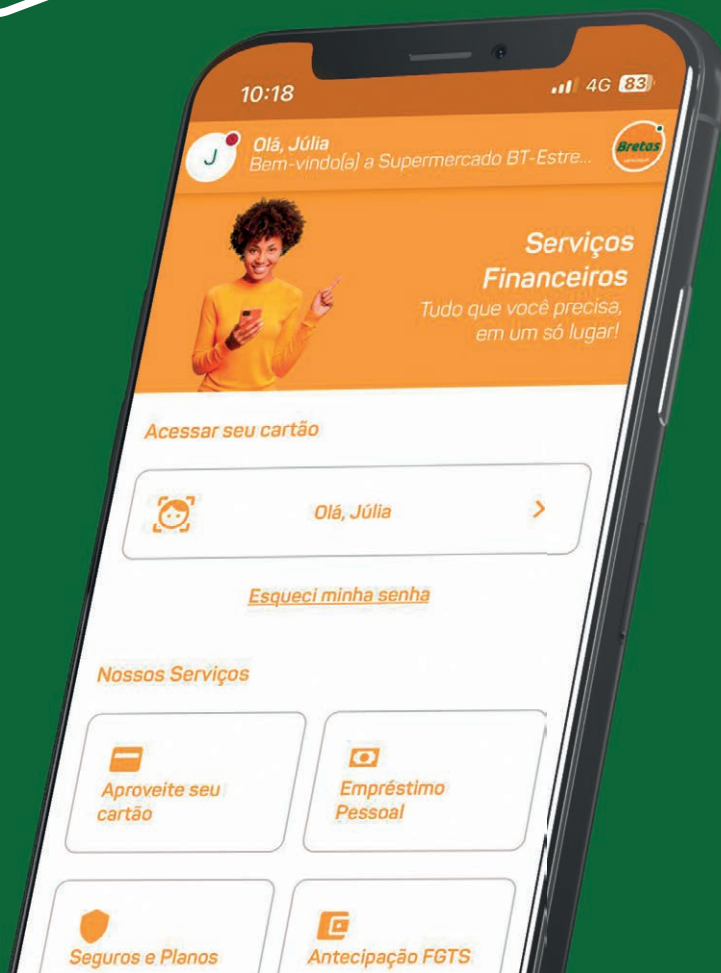 10:18
4G 83
J
Olá, Júlia
Bem-vindo(a) a Supermercado BT-Estre...
Bretas
Serviços
Financeiros
Tudo que você precisa,
em um só lugar!
Acessar seu cartão
Olá, Júlia
Esqueci minha senha
Nossos Serviços
Aproveite seu
cartão
Empréstimo
Pessoal
Seguros e Planos
Antecipação FGTS